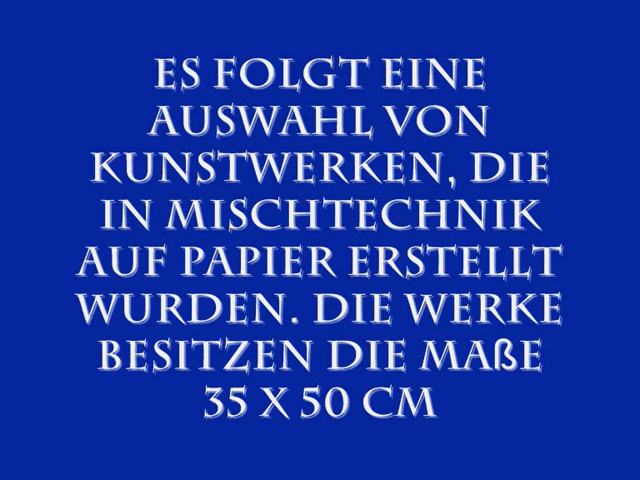 ES FOLGT EINE
AUSWAHL VON
KUNSTWERKEN, DIE
IN MISCHTECHNIK
AUF PAPIER ERSTELLT
WURDEN. DIE WERKE
BESITZEN DIE MAßE
35 X 50 CM